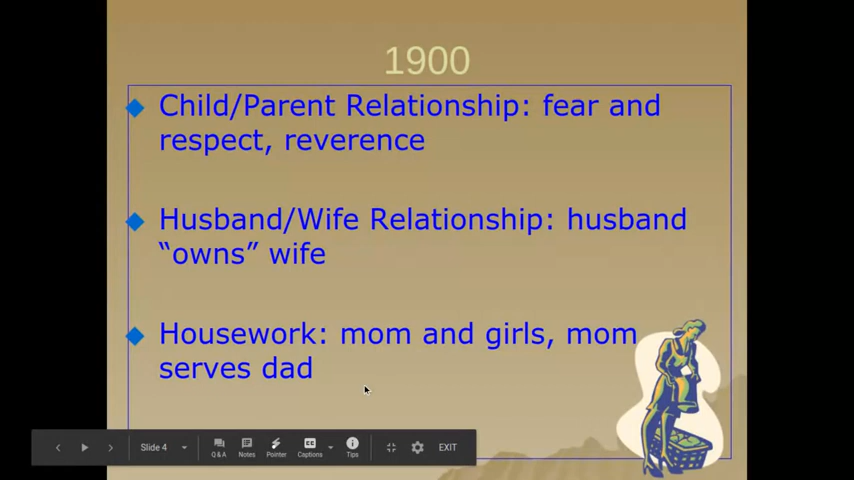 1900
Child/Parent Relationship: fear and
respect, reverence
Husband/Wife Relationship: husband
“owns” wife
Housework: mom and girls, mom
serves dad
Slide 4
Q&A
Notes
Pointer
CC
Captions
Tips
EXIT